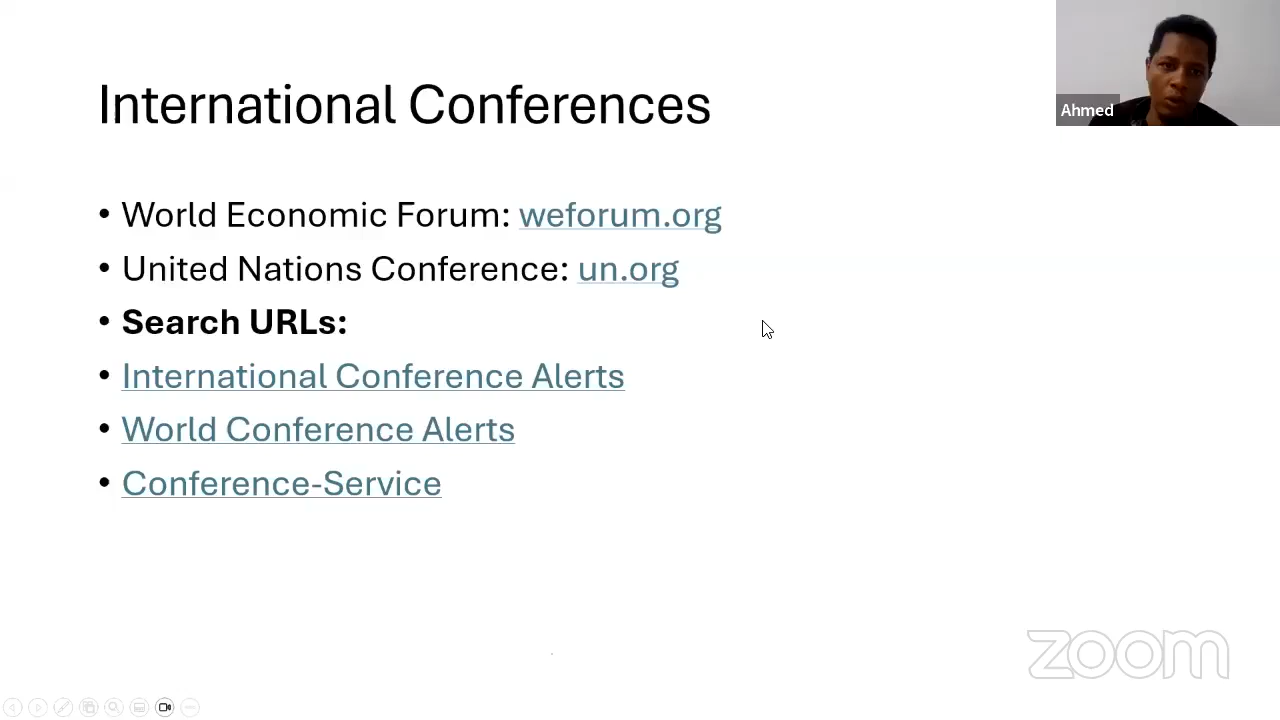 International Conferences
Ahmed
• World Economic Forum: weforum.org
• United Nations Conference: un.org
• Search URLs:
• International Conference Alerts
• World Conference Alerts
• Conference-Service
zoom